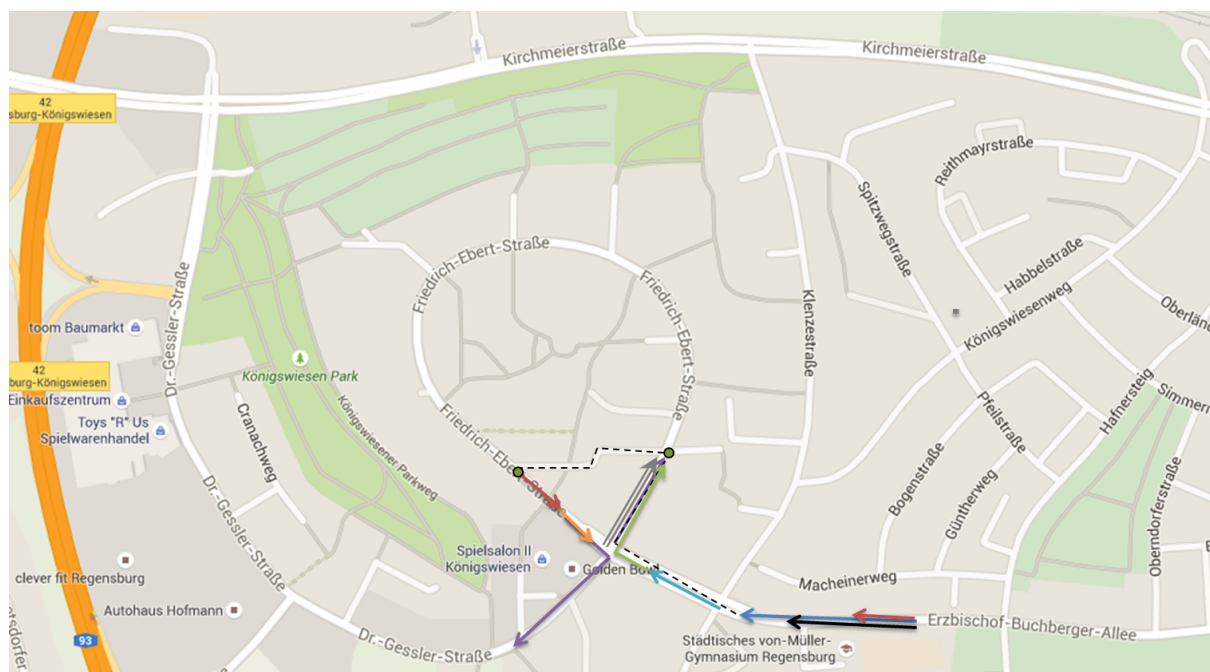 Kirchmeierstraße
Kirchmeierstraße
42
sburg-Königswiesen
Reithmayrstraße
Spitzwegstraße
Friedrich-Ebert-Straße
Friedrich-Ebert-Straße
Habbelstraße
Königswiesenweg
Klenzestraße
Dr.-Gessler-Straße
toom Baumarkt
42
burg-Königswiesen
Königswiesen Park
Einkaufszentrum
Toys "R" Us
Spielwarenhandel
Cranachweg
Königswiesener Parkweg
Friedrich-Ebert-Straße
Pfeilstraße
Hafnersteig
Simmern
Bogenstraße
Güntherweg
Oberndorferstraße
Dr.-Gessler-Straße
Spielsalon II
Königswiesen
Golden Bowl
clever fit Regensburg
Macheinerweg
Autohaus Hofmann
93
Dr.-Gessler-Straße
Erzbischof-Buchberger-Allee
Städtisches von-Müller-
Gymnasium Regensburg